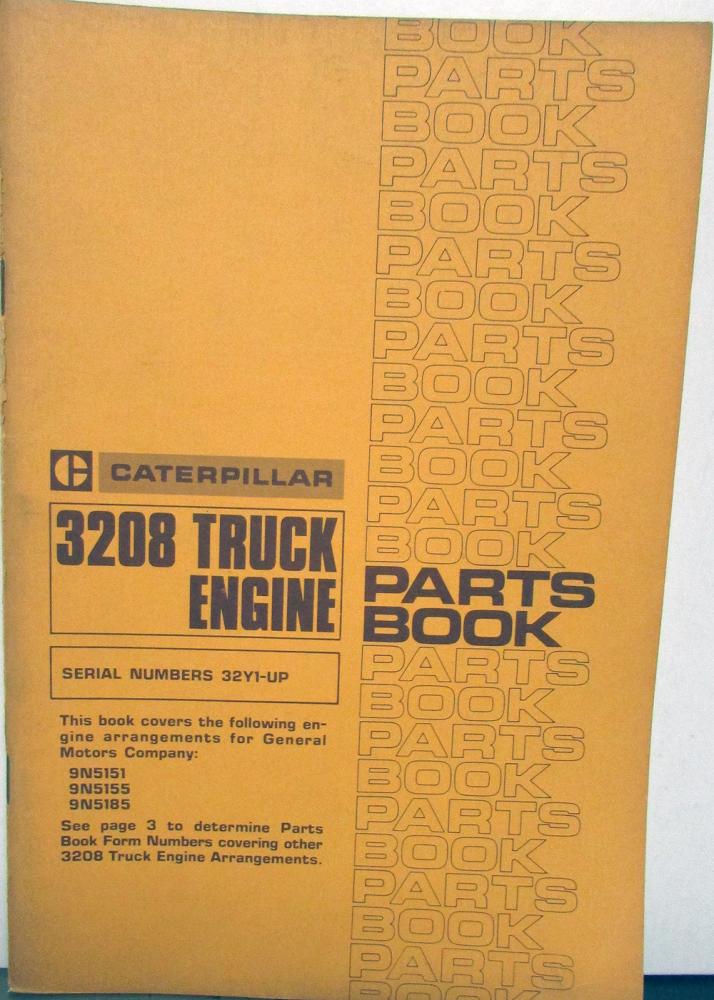 BOOK
PARTS
BOOK
PARTS
BOOK
PARTS
BOOK
PARTS
BOOK
PARTS
BOOK
PARTS
BOOK
PARTS
BOOK
PARTS
BOOK
PARTS
BOOK
PARTS
BOOK
PARTS
BOOK
PARTS
BOOK
C CATERPILLAR
3208 TRUCK
ENGINE
SERIAL NUMBERS 32Y1-UP
This book covers the following en-
gine arrangements for General
Motors Company:
9N5151
9N5155
9N5185
See page 3 to determine Parts
Book Form Numbers covering other
3208 Truck Engine Arrangements.